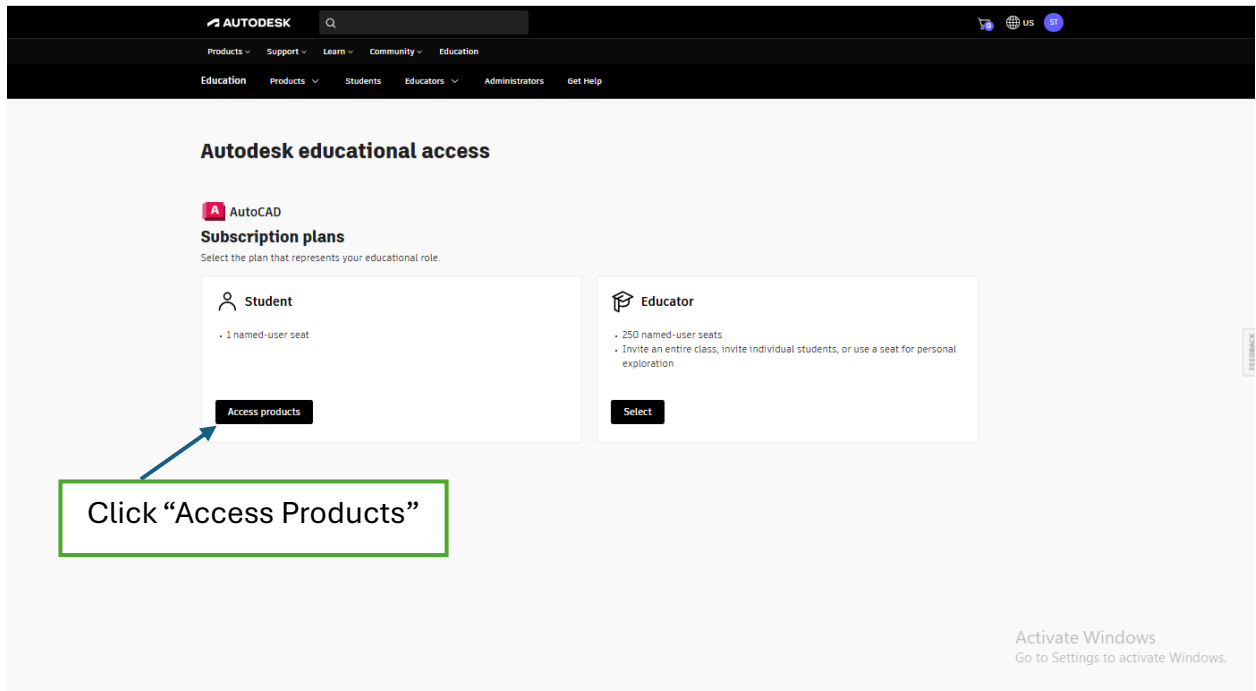 AUTODESK
0
US
ST
Products Support Learn Community Education
Education Products Students Educators Administrators Get Help
Autodesk educational access
A AutoCAD
Subscription plans
Select the plan that represents your educational role.
Student
• 1 named-user seat
Access products
Educator
• 250 named-user seats
• Invite an entire class, invite individual students, or use a seat for personal
exploration
Select
FEEDBACK
Click “Access Products”
Activate Windows
Go to Settings to activate Windows.